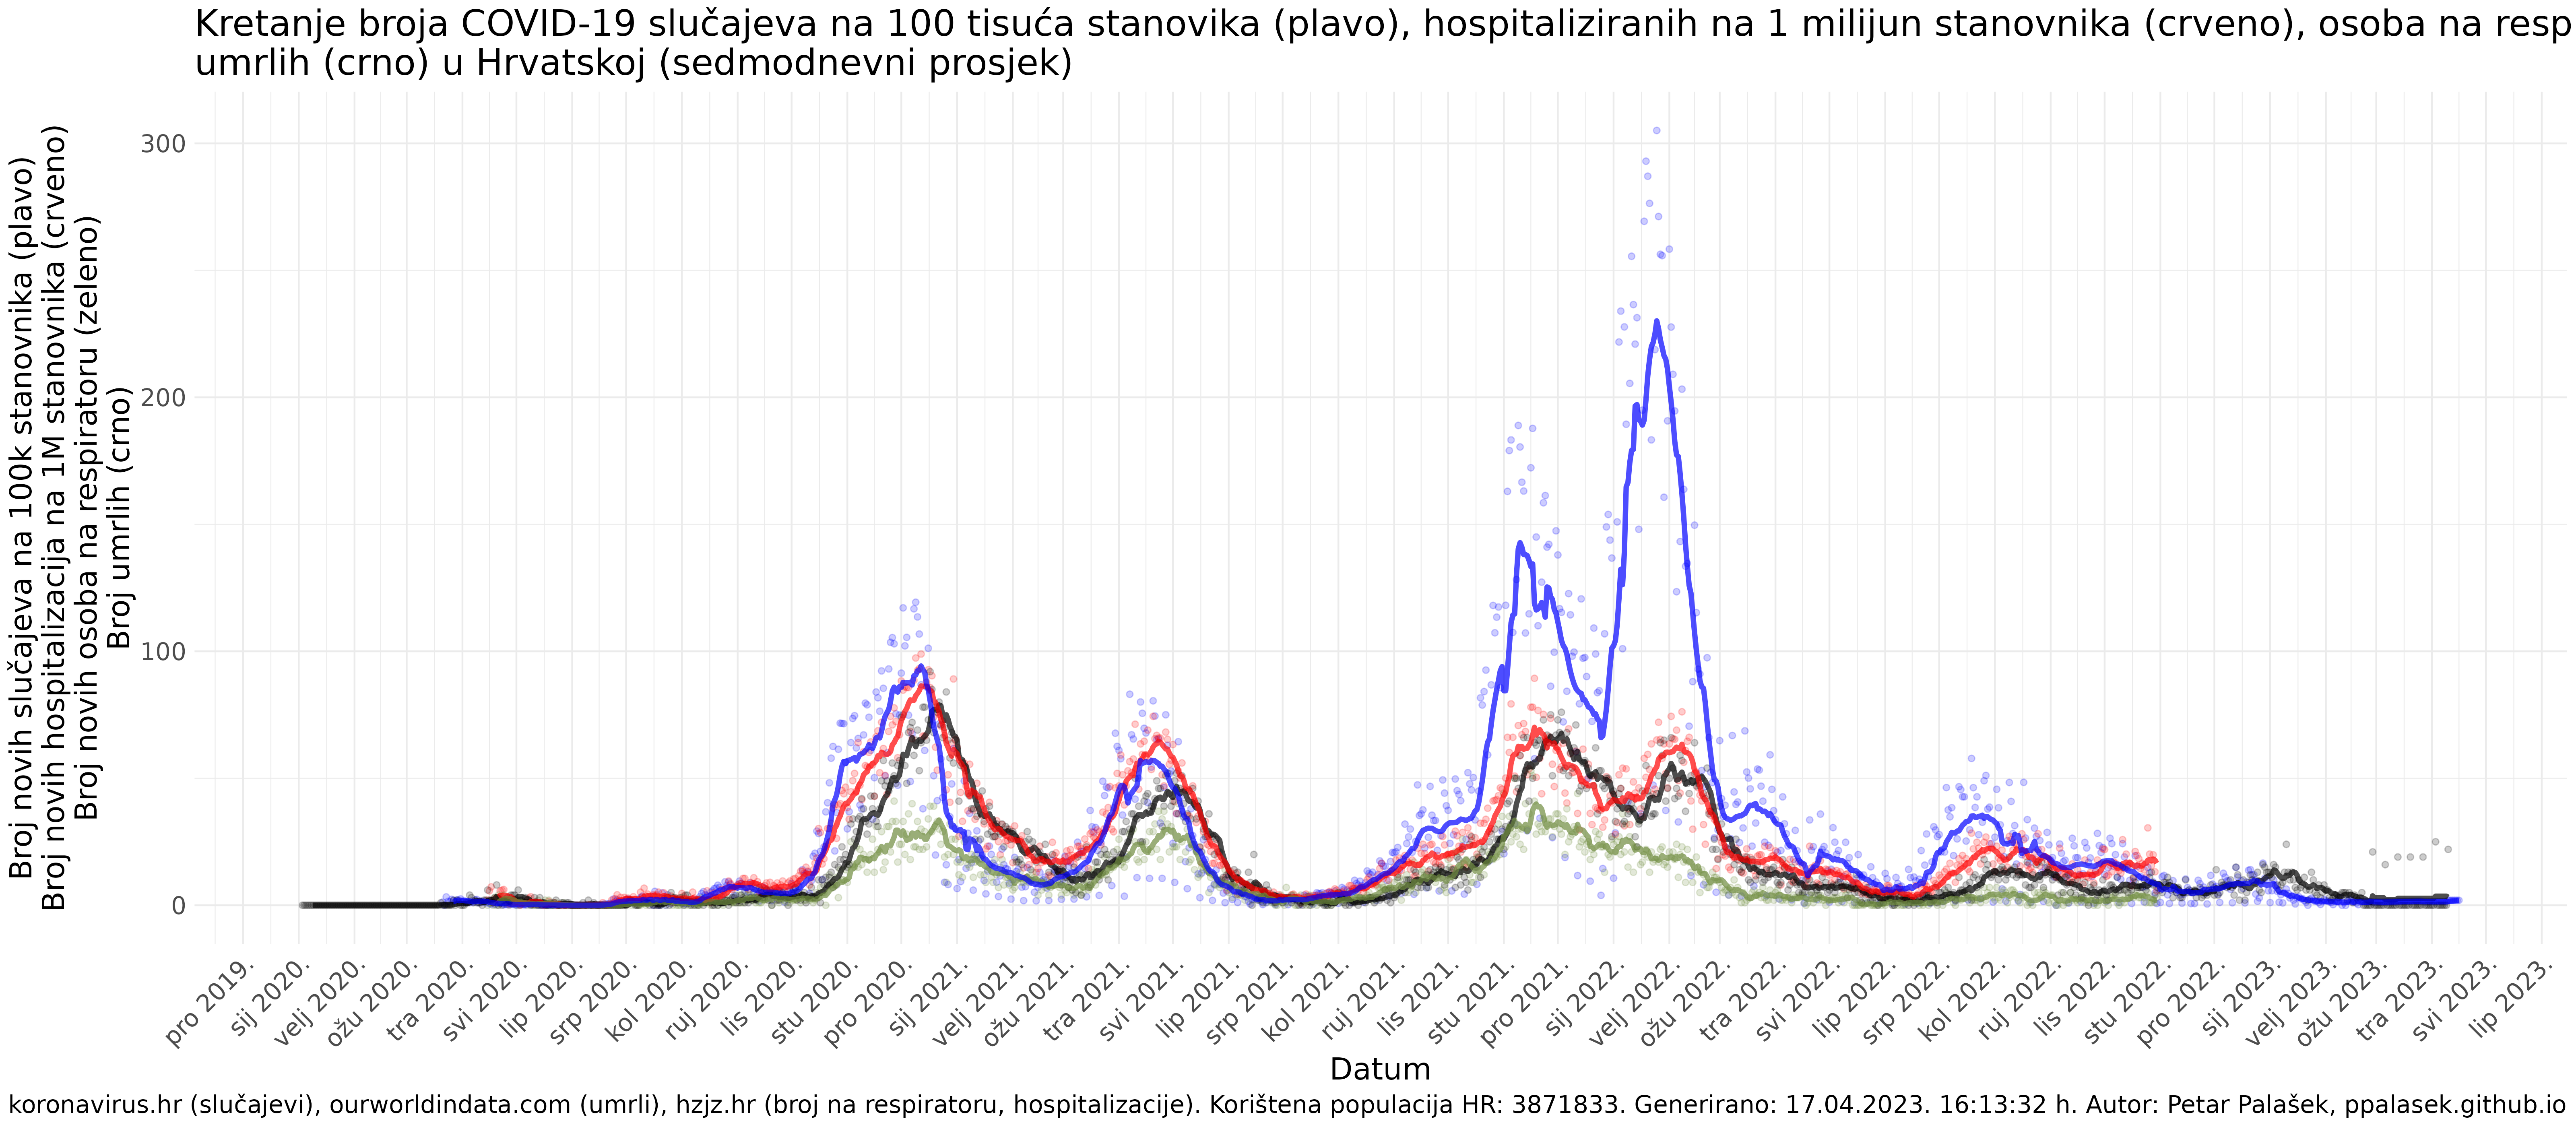 Kretanje broja COVID-19 slučajeva na 100 tisuća stanovika (plavo), hospitaliziranih na 1 milijun stanovnika (crveno), osoba na resp
umrlih (crno) u Hrvatskoj (sedmodnevni prosjek)
Broj novih slučajeva na 100k stanovnika (plavo)
Broj novih hospitalizacija na 1M stanovnika (crveno)
Broj novih osoba na respiratoru (zeleno)
Broj umrlih (crno)
300
200
100
0
pro 2019.
sij 2020.
velj 2020.
ožu 2020.
tra 2020.
svi 2020.
lip 2020.
srp 2020.
kol 2020.
ruj 2020.
lis 2020.
stu 2020.
pro 2020.
sij 2021.
velj 2021.
ožu 2021.
tra 2021.
svi 2021.
lip 2021.
srp 2021.
kol 2021.
ruj 2021.
lis 2021.
stu 2021.
pro 2021.
sij 2022.
velj 2022.
ožu 2022.
tra 2022.
svi 2022.
lip 2022.
srp 2022.
kol 2022.
ruj 2022.
lis 2022.
stu 2022.
pro 2022.
sij 2023.
velj 2023.
ožu 2023.
tra 2023.
svi 2023.
lip 2023.
Datum
koronavirus.hr (slučajevi), ourworldindata.com (umrli), hzjz.hr (broj na respiratoru, hospitalizacije). Korištena populacija HR: 3871833. Generirano: 17.04.2023. 16:13:32 h. Autor: Petar Palašek, ppalasek.github.io